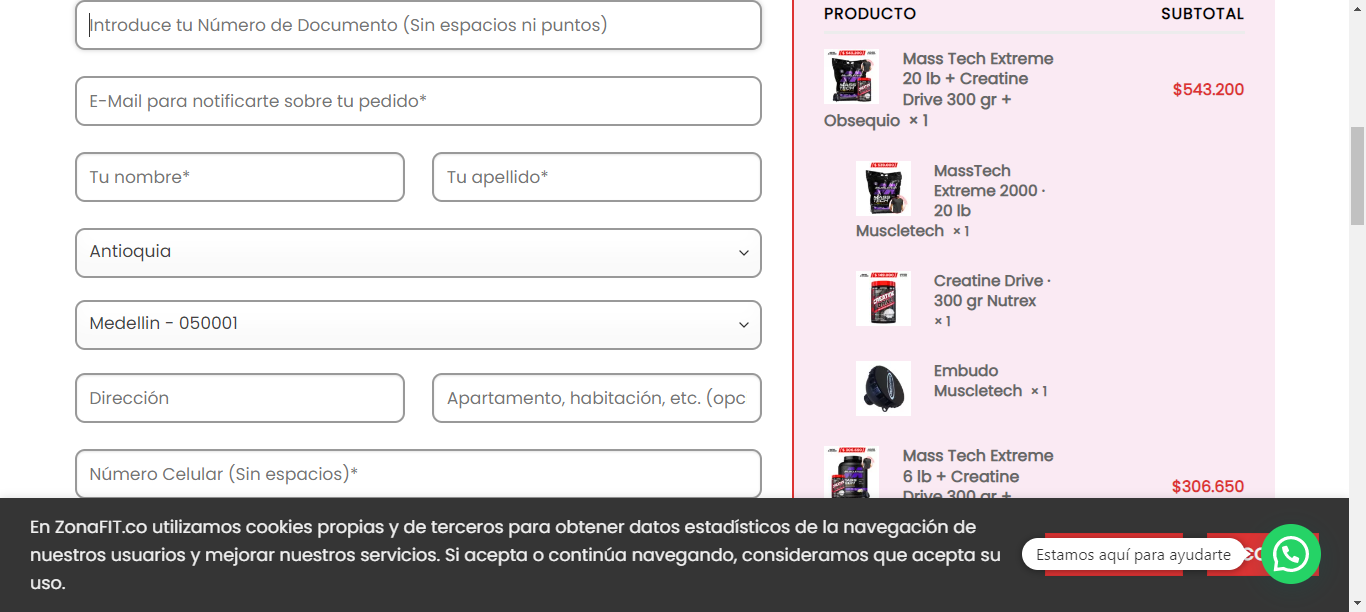 Introduce tu Número de Documento (Sin espacios ni puntos)
E-Mail para notificarte sobre tu pedido*
Tu nombre*
Tu apellido*
Antioquia
Medellin - 050001
Dirección
Apartamento, habitación, etc. (opc
Número Celular (Sin espacios)*
PRODUCTO
SUBTOTAL
Mass Tech Extreme
20 lb + Creatine
Drive 300 gr +
Obsequio × 1
$543.200
MassTech
Extreme 2000 ·
20 lb
Muscletech × 1
Creatine Drive ·
300 gr Nutrex
× 1
Embudo
Muscletech × 1
Mass Tech Extreme
6 lb + Creatine
Drive 300 gr +
$306.650
En ZonaFIT.co utilizamos cookies propias y de terceros para obtener datos estadísticos de la navegación de
nuestros usuarios y mejorar nuestros servicios. Si acepta o continúa navegando, consideramos que acepta su
uso.
Estamos aquí para ayudarte